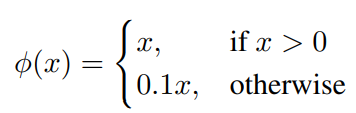 ϕ(x) = { x, if x > 0
0.1x, otherwise